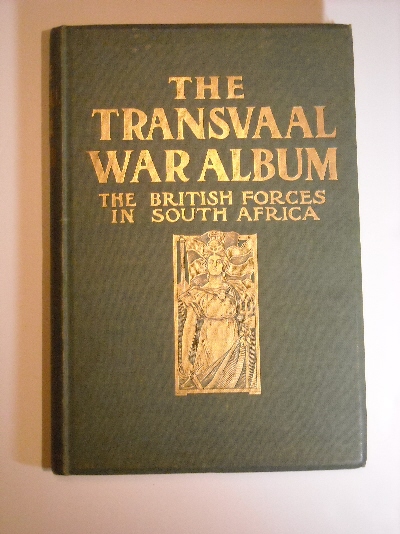 THE
TRANSVAAL
WAR ALBUM
THE BRITISH FORCES
IN SOUTH AFRICA